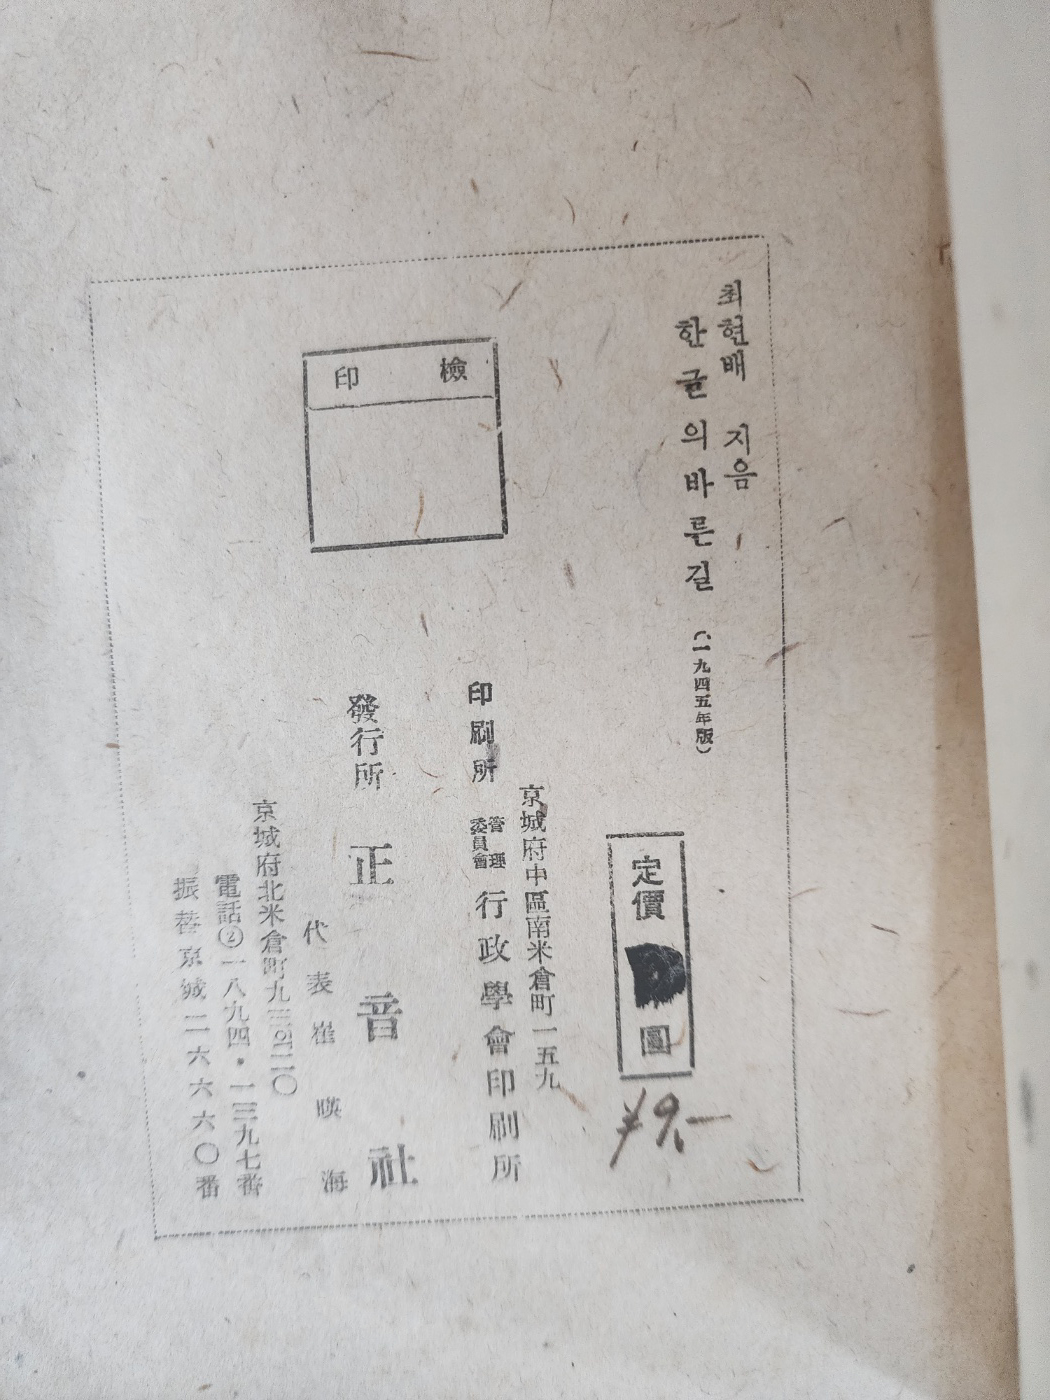 최현배 지음
한글의바른길 (一九四五年版)
定價 圓
¥9.—
京城府中區南米倉町一五九
印刷所 管理委員會 行政學會印刷所
檢印
發行所 正音社
代表 崔暎海
京城府北米倉町九三의二〇
電話②一八九四・一三九七番
振替京城二六六六〇番